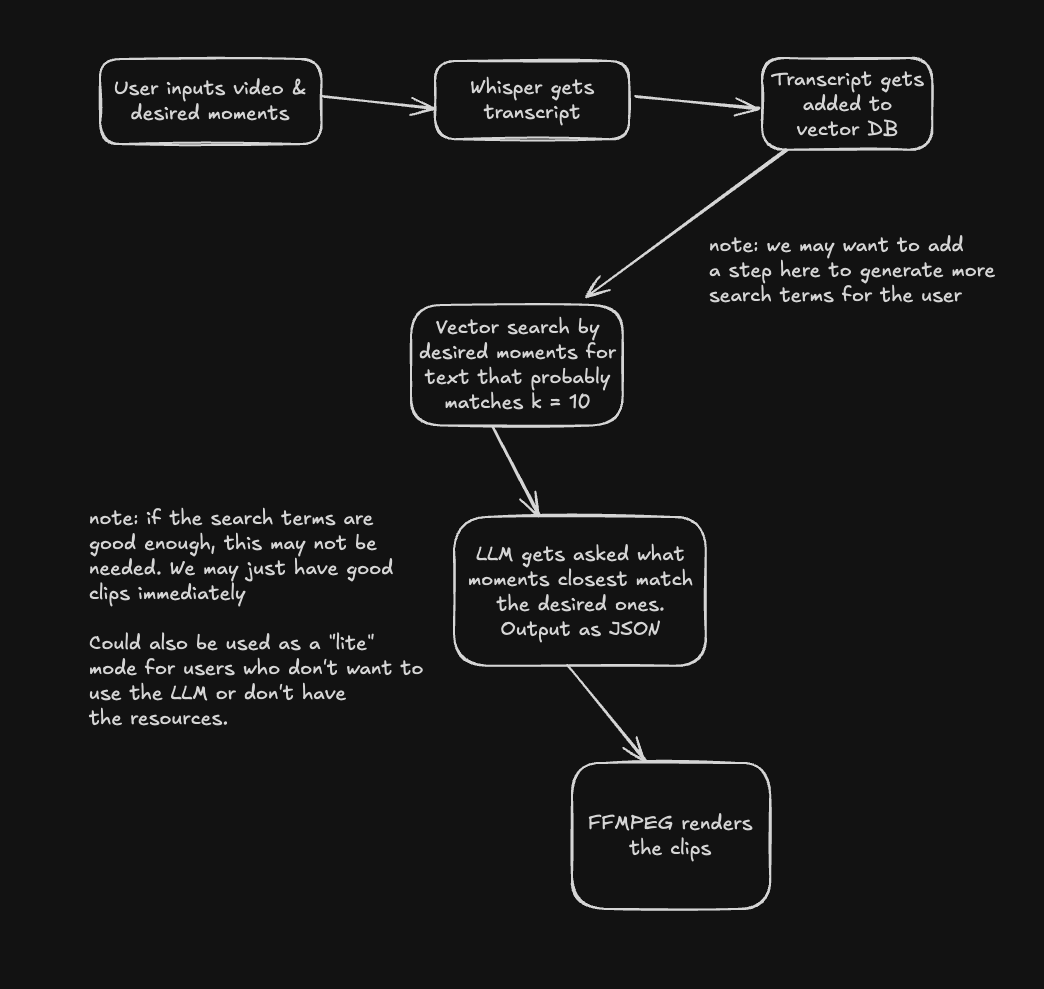 User inputs video &
desired moments
Whisper gets
transcript
Transcript gets
added to
vector DB
note: we may want to add
a step here to generate more
search terms for the user
Vector search by
desired moments for
text that probably
matches k = 10
note: if the search terms are
good enough, this may not be
needed. We may just have good
clips immediately
Could also be used as a "lite"
mode for users who don't want to
use the LLM or don't have
the resources.
LLM gets asked what
moments closest match
the desired ones.
Output as JSON
FFMPEG renders
the clips